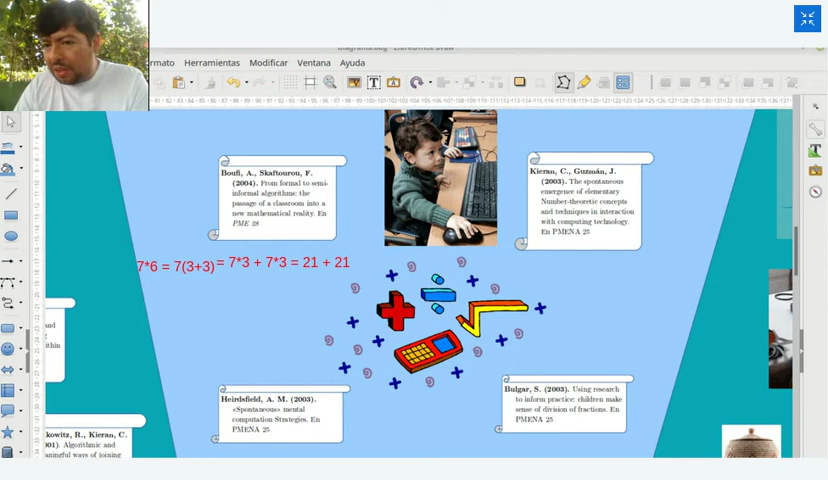 Herramientas Modificar Ventana Ayuda
Boufi, A., Skaftourou, F.
(2004). From formal to semi-
informal algorithms: the
passage of a classroom into a
new mathematical reality. En
PME 28
Kieran, C., Guzmán, J.
(2003). The spontaneous
emergence of elementary
Number-theoretic concepts
and techniques in interaction
with computing technology.
En PMENA 25
7*6 = 7(3+3) = 7*3 + 7*3 = 21 + 21
and
ithin
Heirdsfield, A. M. (2003).
«Spontaneous» mental
computation Strategies. En
PMENA 25
Bulgar, S. (2003). Using research
to inform practice: children make
sense of division of fractions. En
PMENA 25
kowitz, R., Kieran, C.
01). Algorithmic and
aningful ways of joining